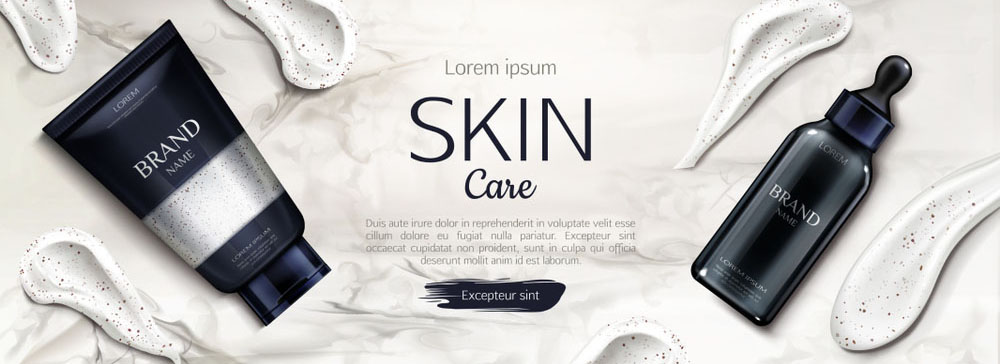 LOREM
BRAND
NAME
LOREM IPSUM
Lorem ipsum
SKIN
Care
Duis aute irure dolor in reprehenderit in voluptate velit esse
cillum dolore eu fugiat nulla pariatur. Excepteur sint
occaecat cupidatat non proident, sunt in culpa qui officia
deserunt mollit anim id est laborum.
Excepteur sint
LOREM
BRAND
NAME
LOREM IPSUM